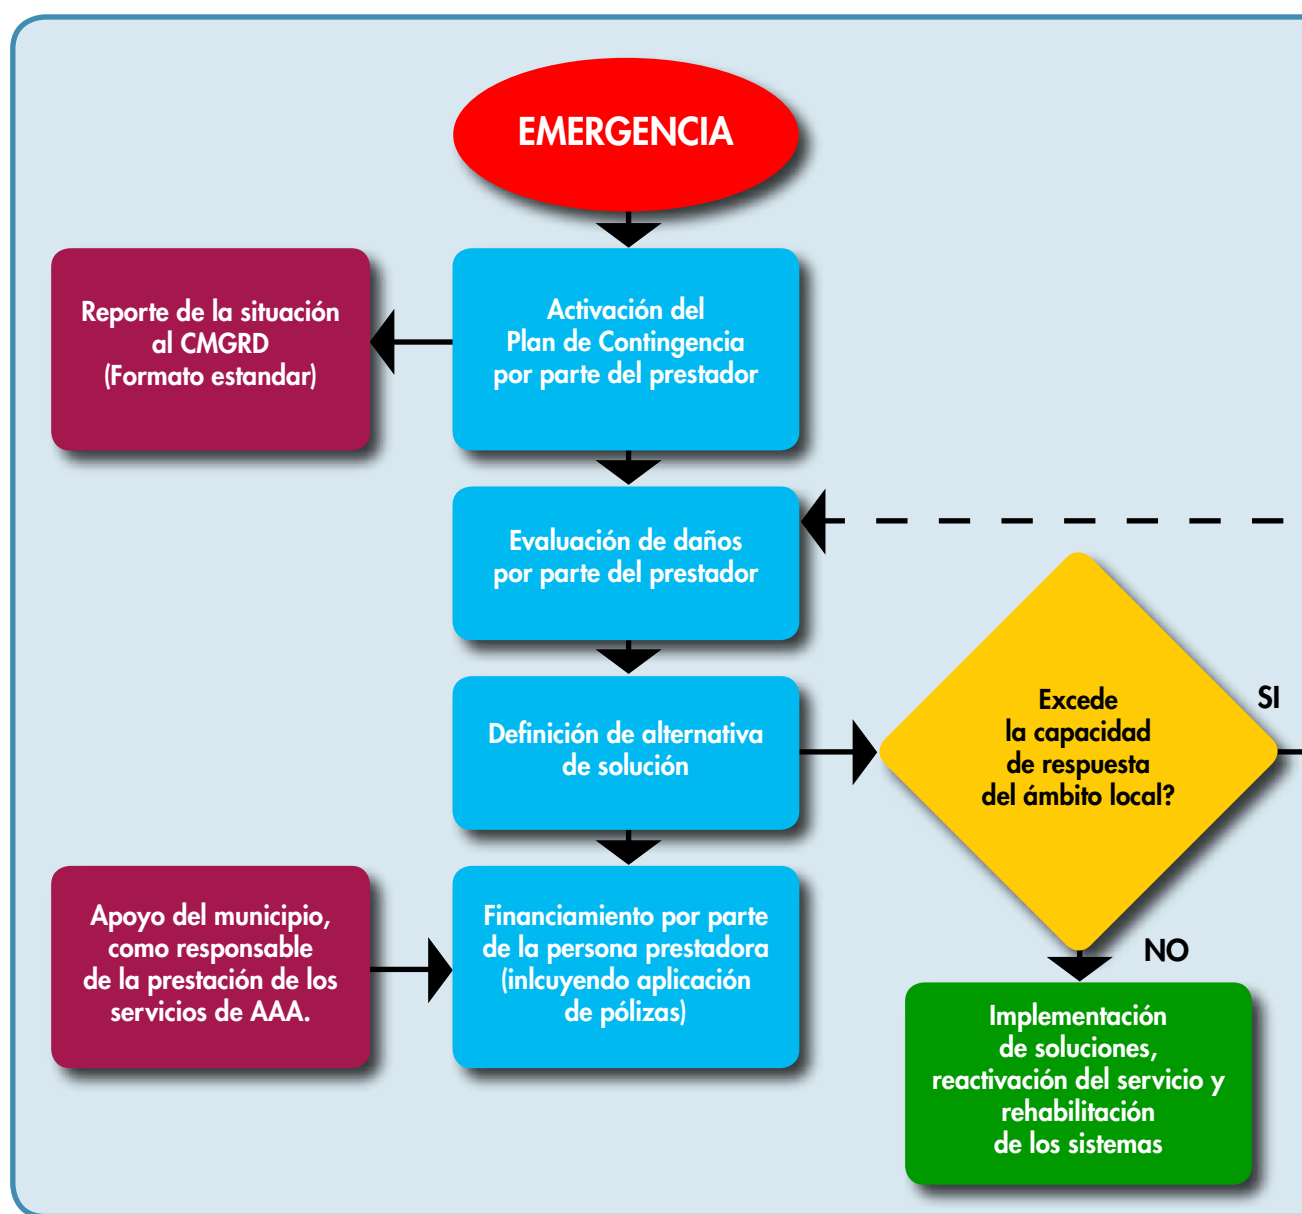 EMERGENCIA
Reporte de la situación
al CMGRD
(Formato estandar)
Activación del
Plan de Contingencia
por parte del prestador
Evaluación de daños
por parte del prestador
Definición de alternativa
de solución
Excede
la capacidad
de respuesta
del ámbito local?
SI
NO
Apoyo del municipio,
como responsable
de la prestación de los
servicios de AAA.
Financiamiento por parte
de la persona prestadora
(inlcuyendo aplicación
de pólizas)
Implementación
de soluciones,
reactivación del servicio y
rehabilitación
de los sistemas